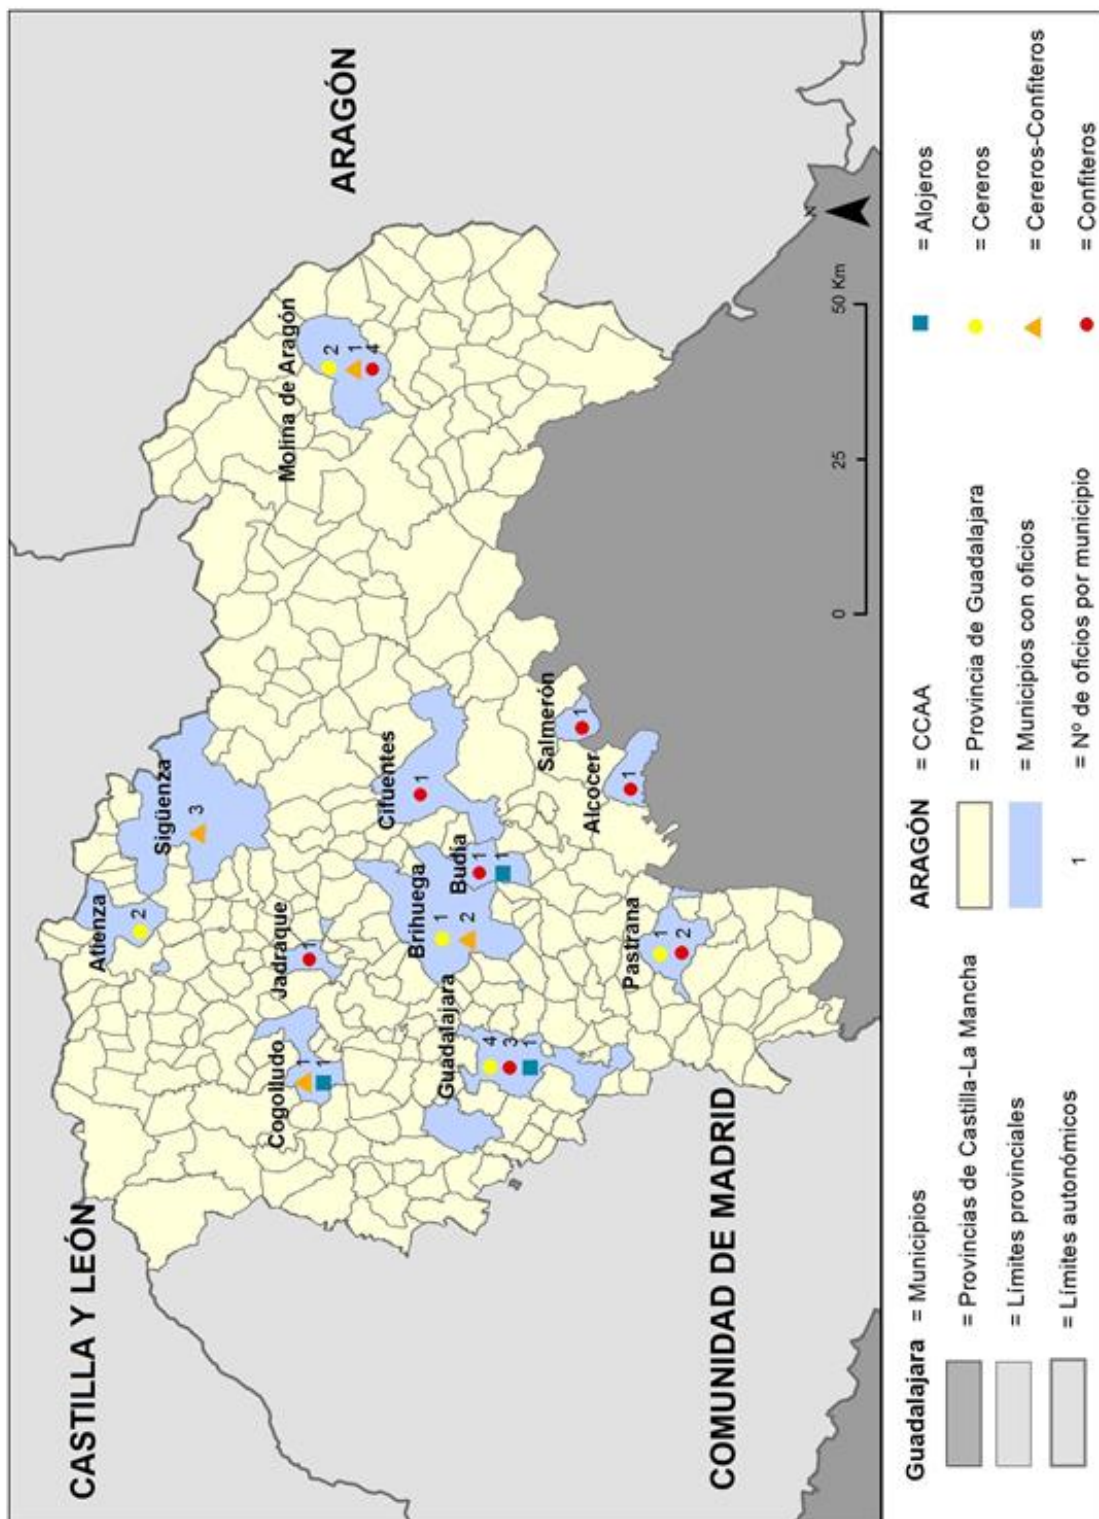 CASTILLA Y LEÓN
ARAGÓN
COMUNIDAD DE MADRID
Atienza
2
Sigüenza
3
Cogolludo
1
1
Jadraque
1
Molina de Aragón
2
1
4
Guadalajara
4
3
1
Brihuega
1
2
Budia
1
1
Cifuentes
1
Salmerón
1
Alcocer
1
Pastrana
1
2
0 25 50 Km
N
Guadalajara = Municipios
= Provincias de Castilla-La Mancha
= Límites provinciales
= Límites autonómicos
ARAGÓN = CCAA
= Provincia de Guadalajara
= Municipios con oficios
1 = Nº de oficios por municipio
= Alojeros
= Cereros
= Cereros-Confiteros
= Confiteros